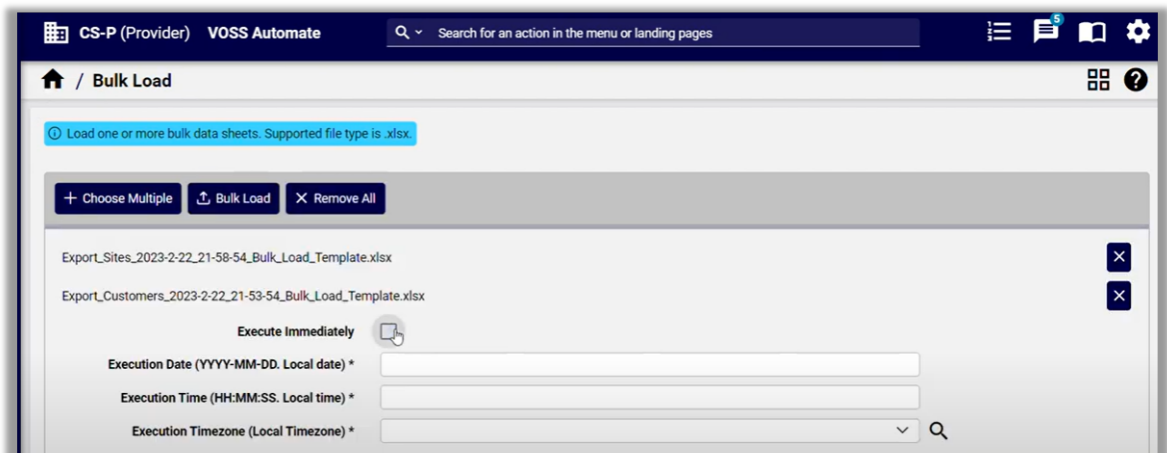 CS-P (Provider) VOSS Automate Search for an action in the menu or landing pages 5
/ Bulk Load
Load one or more bulk data sheets. Supported file type is .xlsx.
Choose Multiple Bulk Load Remove All
Export_Sites_2023-2-22_21-58-54_Bulk_Load_Template.xlsx
Export_Customers_2023-2-22_21-53-54_Bulk_Load_Template.xlsx
Execute Immediately
Execution Date (YYYY-MM-DD. Local date) *
Execution Time (HH:MM:SS. Local time) *
Execution Timezone (Local Timezone) *